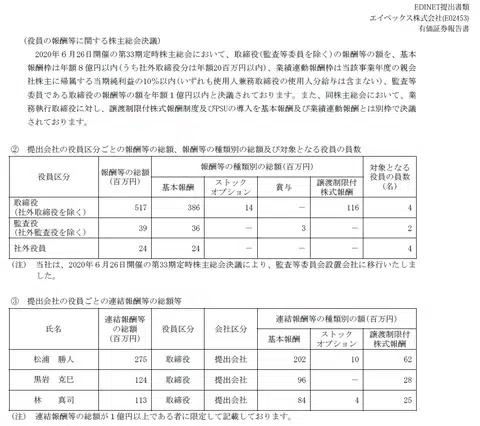 EDINET提出書類
エイベックス株式会社(E02453)
有価証券報告書
(役員の報酬等に関する株主総会決議)
2020年6月26日開催の第33期定時株主総会において、取締役(監査等委員を除く)の報酬等の額を、基
本報酬枠は年額8億円以内(うち社外取締役分は年額20百万円以内)、業績連動報酬枠は当該事業年度の親会
社株主に帰属する当期純利益の10%以内(いずれも使用人兼務取締役の使用人分給与は含まない)、監査等
委員である取締役の報酬等の額を年額1億円以内と決議されております。また、同株主総会において、業
務執行取締役に対し、譲渡制限付株式報酬制度及びPSUの導入を基本報酬及び業績連動報酬とは別枠で決議
されております。
② 提出会社の役員区分ごとの報酬等の総額、報酬等の種類別の総額及び対象となる役員の員数
役員区分 報酬等の総額 (百万円) 報酬等の種類別の総額(百万円) 対象となる 役員の員数 (名)
基本報酬 ストック オプション 賞与 譲渡制限付 株式報酬
取締役 (社外取締役を除く) 517 386 14 － 116 4
監査役 (社外監査役を除く) 39 36 － 3 － 2
社外役員 24 24 － － － 4
(注) 当社は、2020年6月26日開催の第33期定時株主総会決議により、監査等委員会設置会社に移行いたしま
した。
③ 提出会社の役員ごとの連結報酬等の総額等
氏名 連結報酬等 の総額 (百万円) 役員区分 会社区分 連結報酬等の種類別の額(百万円)
基本報酬 ストック オプション 譲渡制限付 株式報酬
松浦 勝人 275 取締役 提出会社 202 10 62
黒岩 克巳 124 取締役 提出会社 96 － 28
林 真司 113 取締役 提出会社 84 4 25
(注) 連結報酬等の総額が1億円以上である者に限定して記載しております。